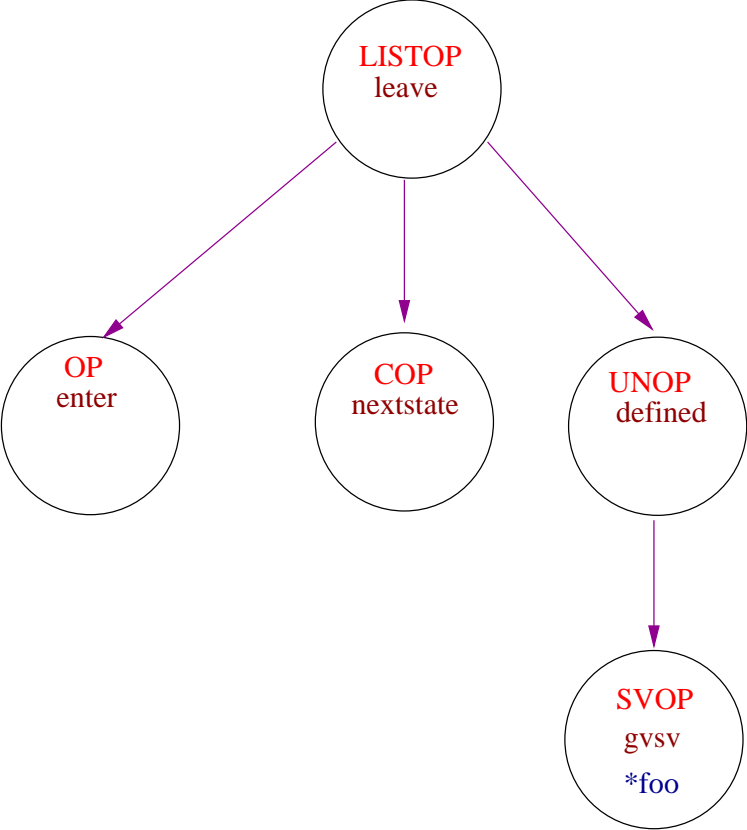 LISTOP
leave
OP
enter
COP
nextstate
UNOP
defined
SVOP
gvsv
*foo